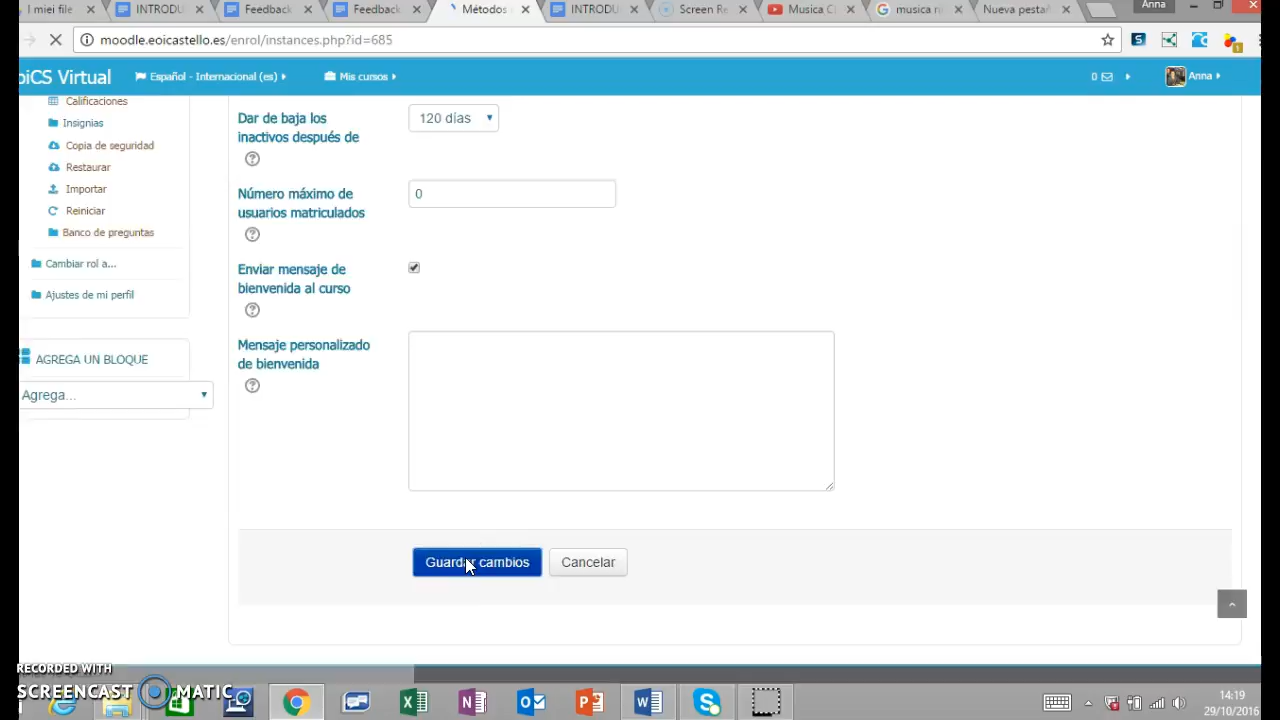 I miei file
INTRODU
Feedback
Feedback
Métodos
INTRODU
Screen Re
Musica C
musica r
Nueva pesta
Anna
moodle.eoicastello.es/enrol/instances.php?id=685
oiCS Virtual
Español - Internacional (es)
Mis cursos
0
Anna
Calificaciones
Insignias
Copia de seguridad
Restaurar
Importar
Reiniciar
Banco de preguntas
Cambiar rol a...
Ajustes de mi perfil
AGREGA UN BLOQUE
Agrega...
Dar de baja los
inactivos después de
120 días
Número máximo de
usuarios matriculados
0
Enviar mensaje de
bienvenida al curso
Mensaje personalizado
de bienvenida
Guardar cambios
Cancelar
RECORDED WITH
SCREENCAST MATIC
14:19
29/10/2016